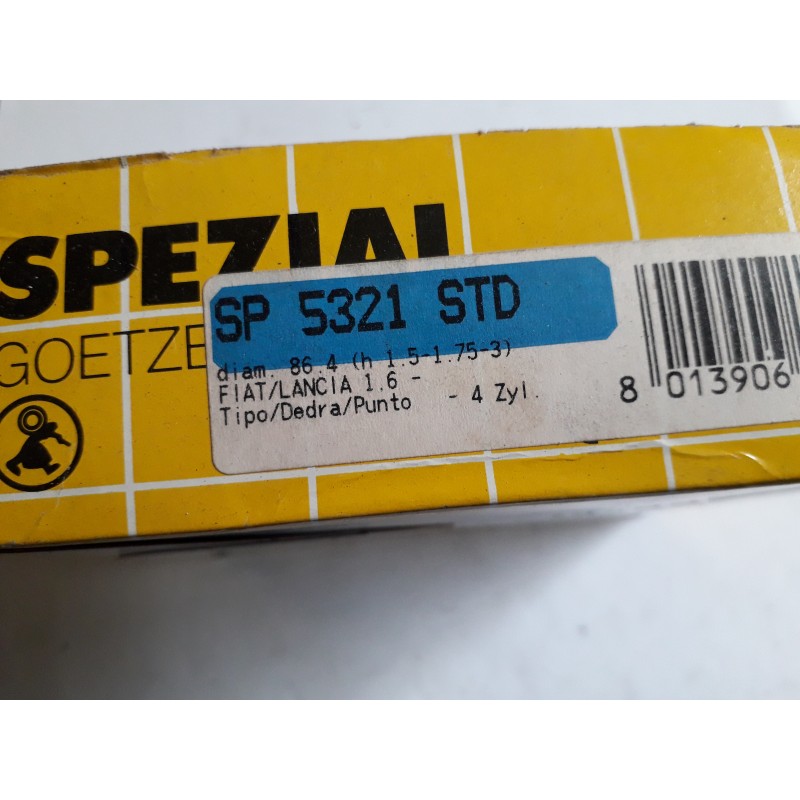 SPEZIAL
GOETZE
SP 5321 STD
diam. 86.4 (h 1.5-1.75-3)
FIAT/LANCIA 1.6 -
Tipo/Dedra/Punto - 4 Zyl.
8 013906